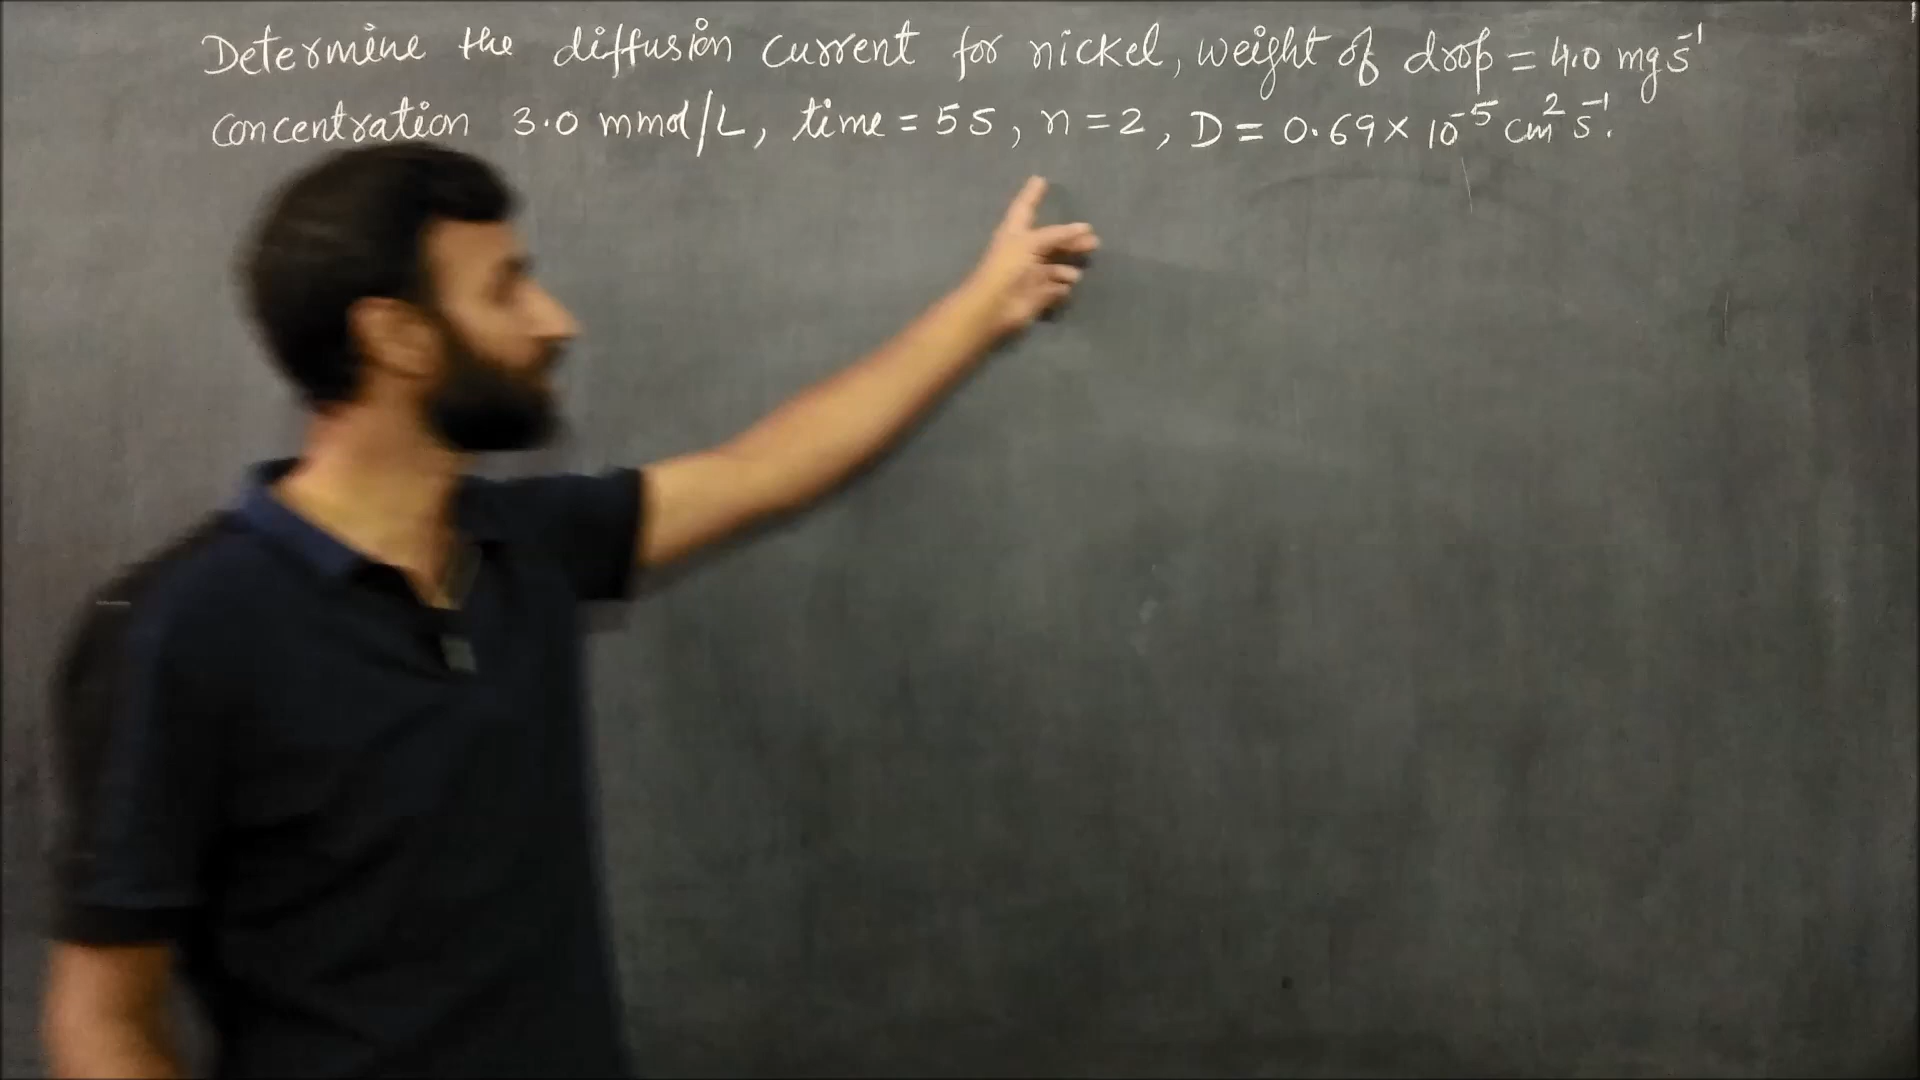 Determine the diffusion current for nickel, weight of drop = 4.0 mg s⁻¹
concentration 3.0 mmol/L, time = 5s, n = 2, D = 0.69 × 10⁻⁵ cm² s⁻¹.